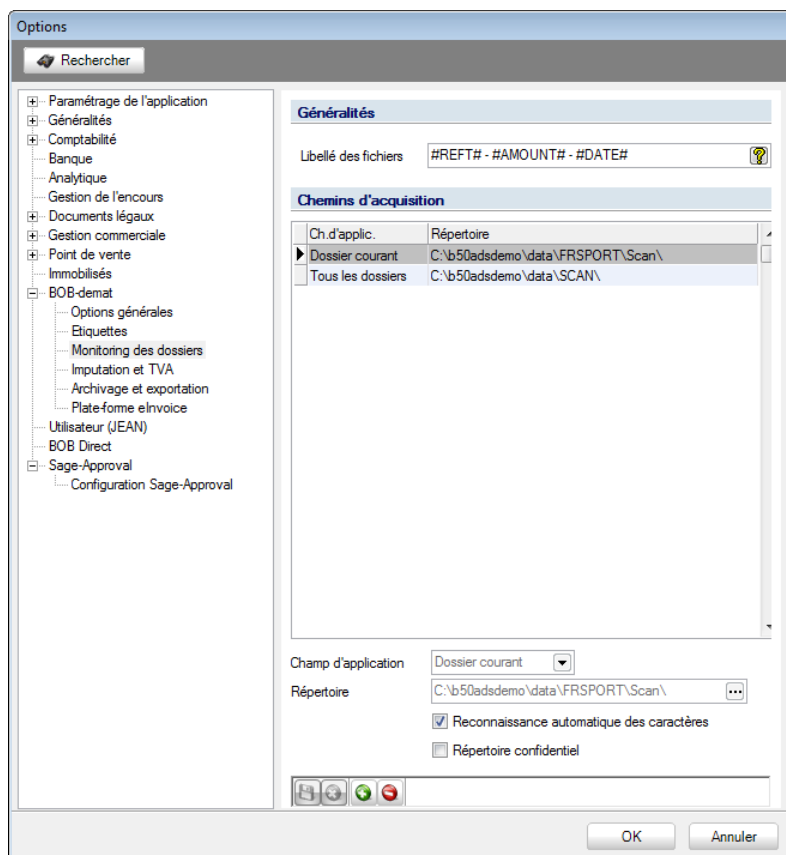 Options
Rechercher
Paramétrage de l'application
Généralités
Comptabilité
Banque
Analytique
Gestion de l'encours
Documents légaux
Gestion commerciale
Point de vente
Immobilisés
BOB-demat
Options générales
Etiquettes
Monitoring des dossiers
Imputation et TVA
Archivage et exportation
Plate-forme eInvoice
Utilisateur (JEAN)
BOB Direct
Sage-Approval
Configuration Sage-Approval
Généralités
Libellé des fichiers #REFT# - #AMOUNT# - #DATE#
Chemins d'acquisition
Ch.d'applic. Répertoire
Dossier courant C:\b50adsdemo\data\FRSPORT\Scan\
Tous les dossiers C:\b50adsdemo\data\SCAN\
Champ d'application Dossier courant
Répertoire C:\b50adsdemo\data\FRSPORT\Scan\
Reconnaissance automatique des caractères
Répertoire confidentiel
OK Annuler